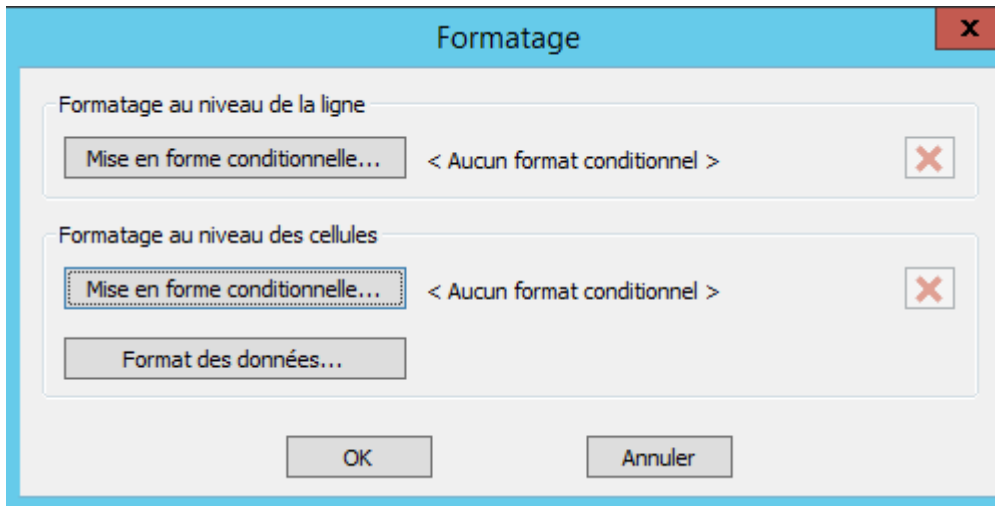 Formatage
x
Formatage au niveau de la ligne
Mise en forme conditionnelle...
< Aucun format conditionnel >
Formatage au niveau des cellules
Mise en forme conditionnelle...
< Aucun format conditionnel >
Format des données...
OK
Annuler